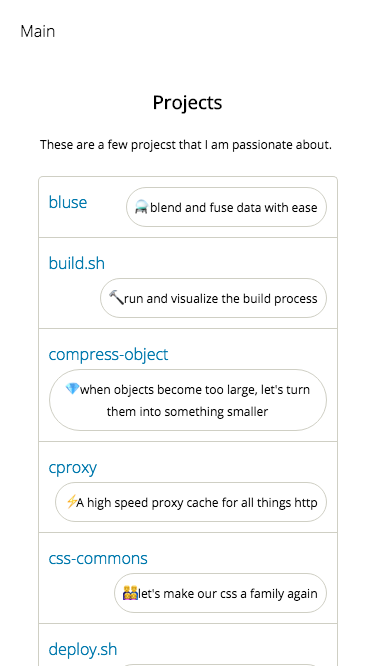 Main
Projects
These are a few projecst that I am passionate about.
bluse
blend and fuse data with ease
build.sh
🔨run and visualize the build process
compress-object
💎when objects become too large, let's turn
them into something smaller
cproxy
⚡A high speed proxy cache for all things http
css-commons
👪let's make our css a family again
deploy.sh